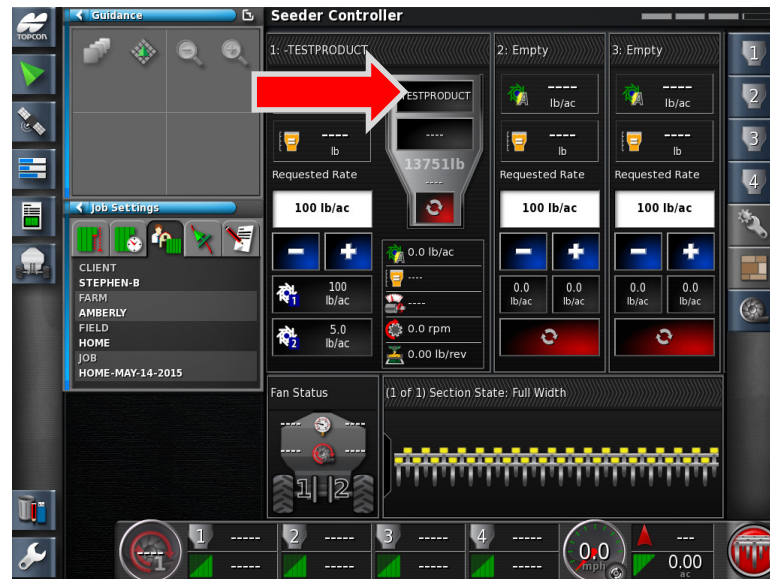 TOPCON
Guidance
Seeder Controller
1: -TESTPRODUCT
2: Empty
3: Empty
TESTPRODUCT
----
lb/ac
----
lb/ac
----
lb
----
13751lb
----
----
lb
----
lb
Requested Rate
Requested Rate
Requested Rate
100 lb/ac
100 lb/ac
100 lb/ac
Job Settings
CLIENT
STEPHEN-B
FARM
AMBERLY
FIELD
HOME
JOB
HOME-MAY-14-2015
1
100
lb/ac
2
5.0
lb/ac
0.0 lb/ac
----
----
0.0 rpm
0.00 lb/rev
0.0
lb/ac
0.0
lb/ac
0.0
lb/ac
0.0
lb/ac
1
2
3
4
Fan Status
(1 of 1) Section State: Full Width
---- ----
---- ----
1 2
----
1
1 -----
-----
2 -----
-----
3 -----
-----
4 -----
-----
0.0
mph
---
0.00
ac